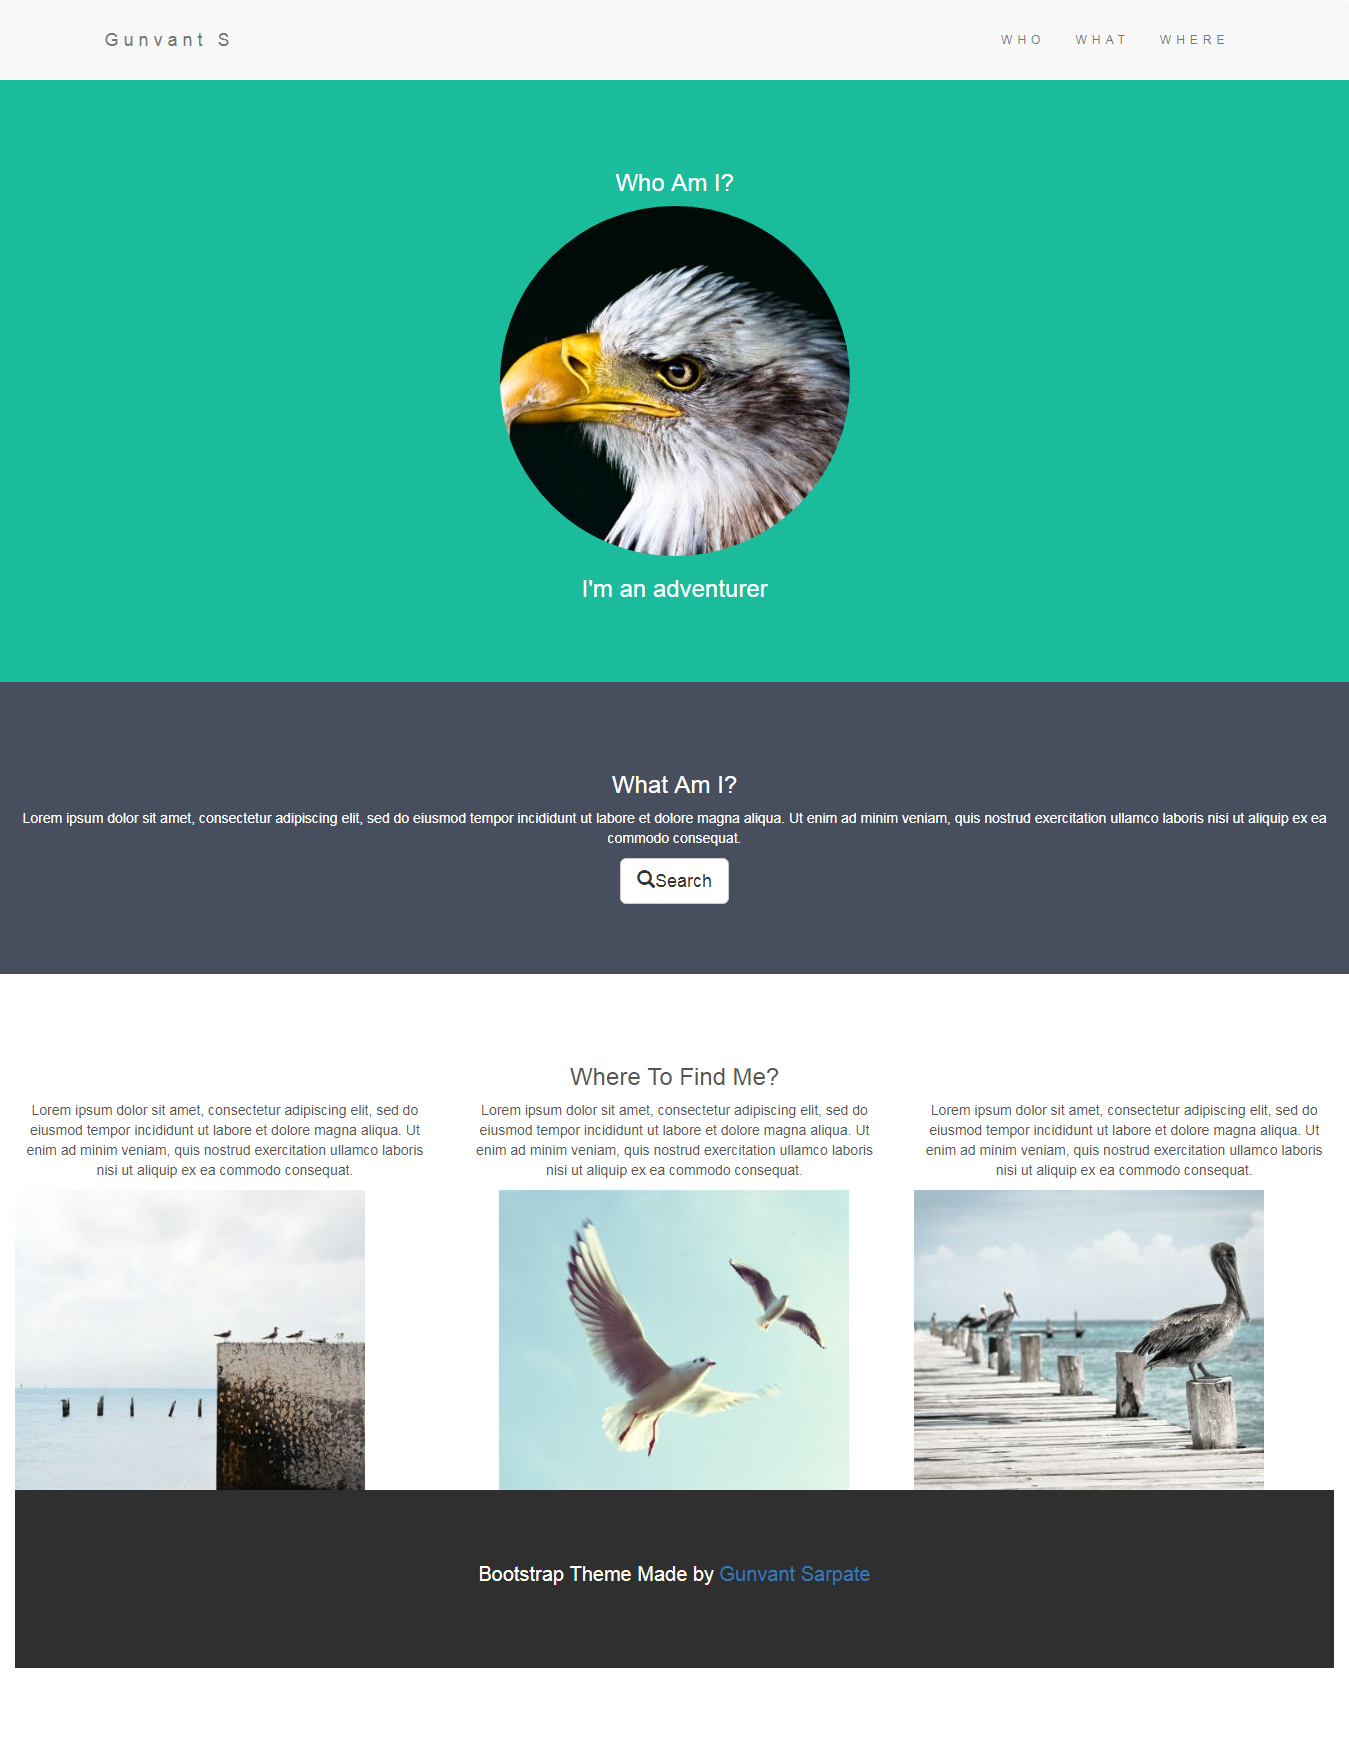 Gunvant S
WHO WHAT WHERE
Who Am I?
I'm an adventurer
What Am I?
Lorem ipsum dolor sit amet, consectetur adipiscing elit, sed do eiusmod tempor incididunt ut labore et dolore magna aliqua. Ut enim ad minim veniam, quis nostrud exercitation ullamco laboris nisi ut aliquip ex ea
commodo consequat.
Search
Where To Find Me?
Lorem ipsum dolor sit amet, consectetur adipiscing elit, sed do
eiusmod tempor incididunt ut labore et dolore magna aliqua. Ut
enim ad minim veniam, quis nostrud exercitation ullamco laboris
nisi ut aliquip ex ea commodo consequat.
Lorem ipsum dolor sit amet, consectetur adipiscing elit, sed do
eiusmod tempor incididunt ut labore et dolore magna aliqua. Ut
enim ad minim veniam, quis nostrud exercitation ullamco laboris
nisi ut aliquip ex ea commodo consequat.
Lorem ipsum dolor sit amet, consectetur adipiscing elit, sed do
eiusmod tempor incididunt ut labore et dolore magna aliqua. Ut
enim ad minim veniam, quis nostrud exercitation ullamco laboris
nisi ut aliquip ex ea commodo consequat.
Bootstrap Theme Made by Gunvant Sarpate